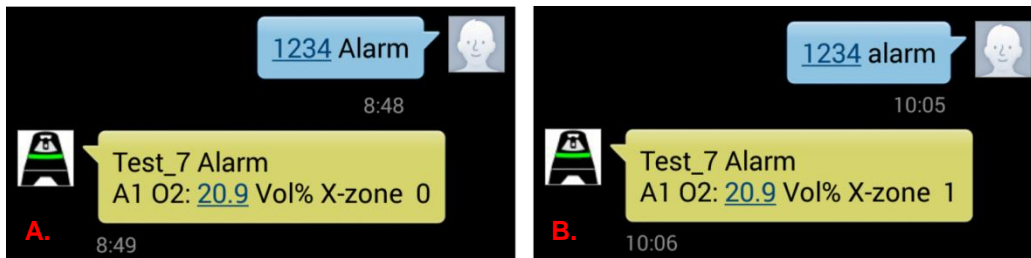 1234 Alarm
8:48
Test_7 Alarm
A1 O2: 20.9 Vol% X-zone 0
A.
8:49
1234 alarm
10:05
Test_7 Alarm
A1 O2: 20.9 Vol% X-zone 1
B.
10:06